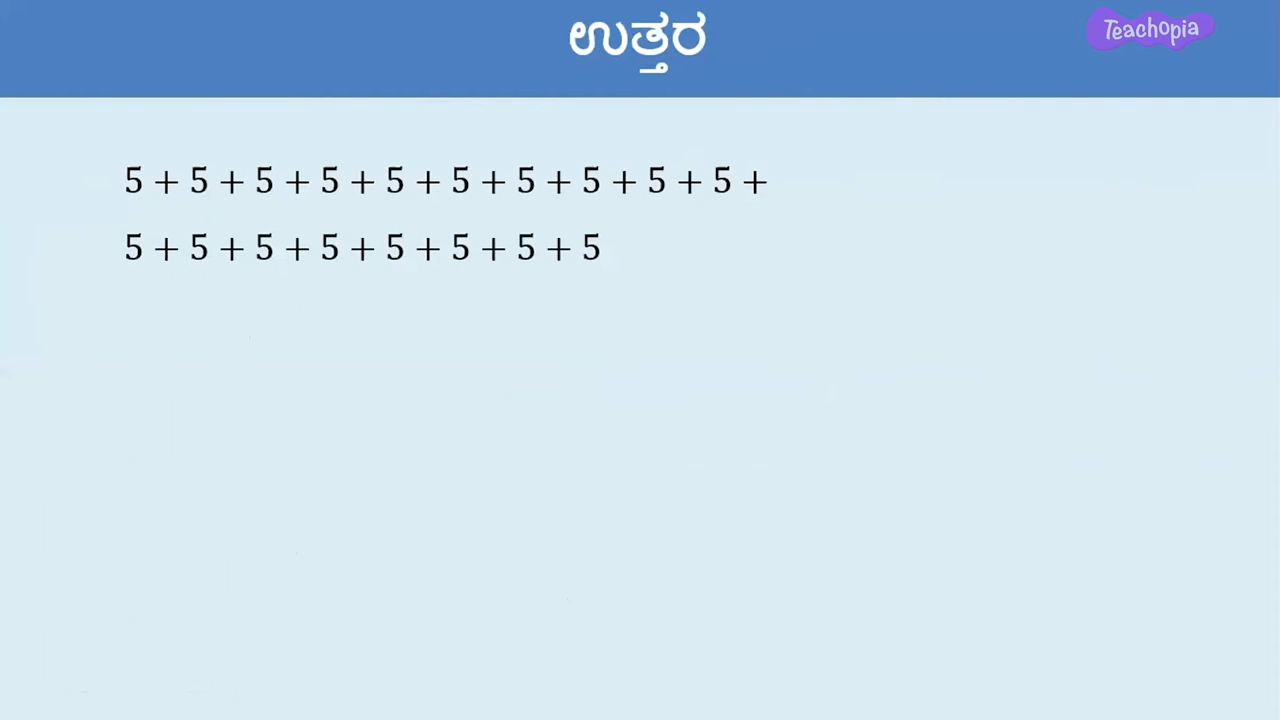 ಉತ್ತರ
Teachopia
5 + 5 + 5 + 5 + 5 + 5 + 5 + 5 + 5 + 5 +
5 + 5 + 5 + 5 + 5 + 5 + 5 + 5